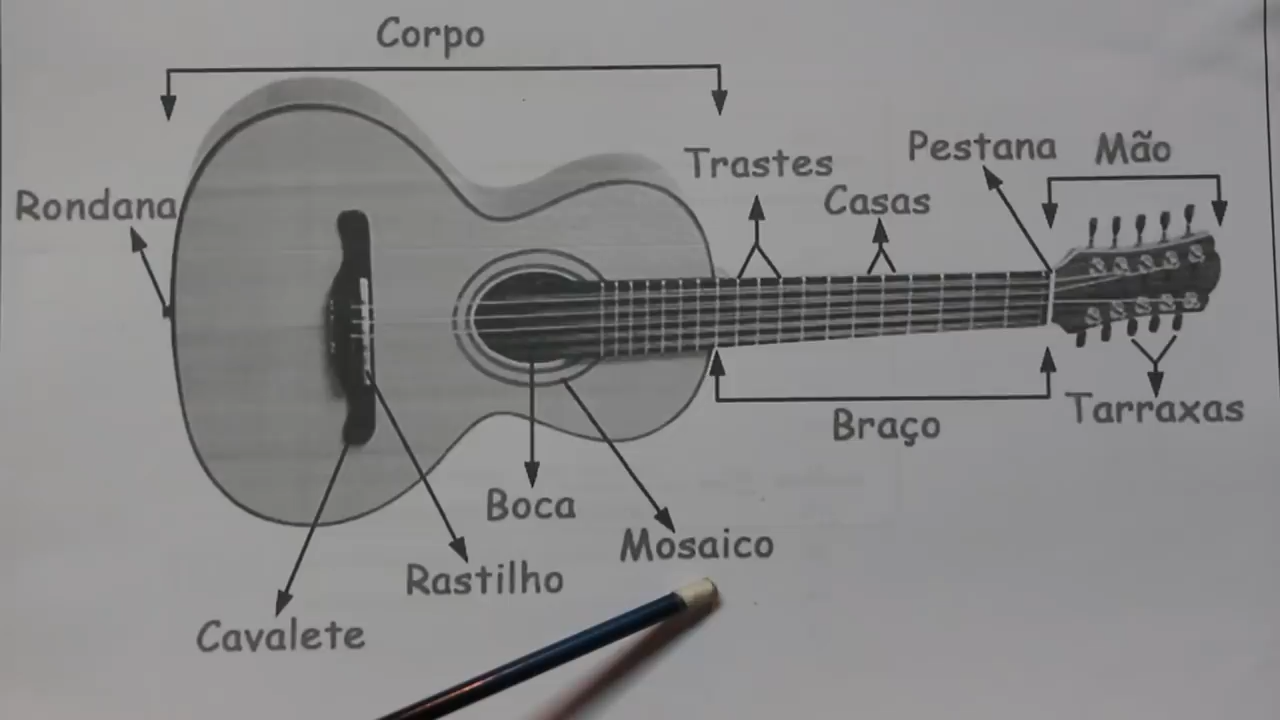 Corpo
Pestana
Mão
Trastes
Casas
Rondana
Tarraxas
Braço
Boca
Mosaico
Rastilho
Cavalete